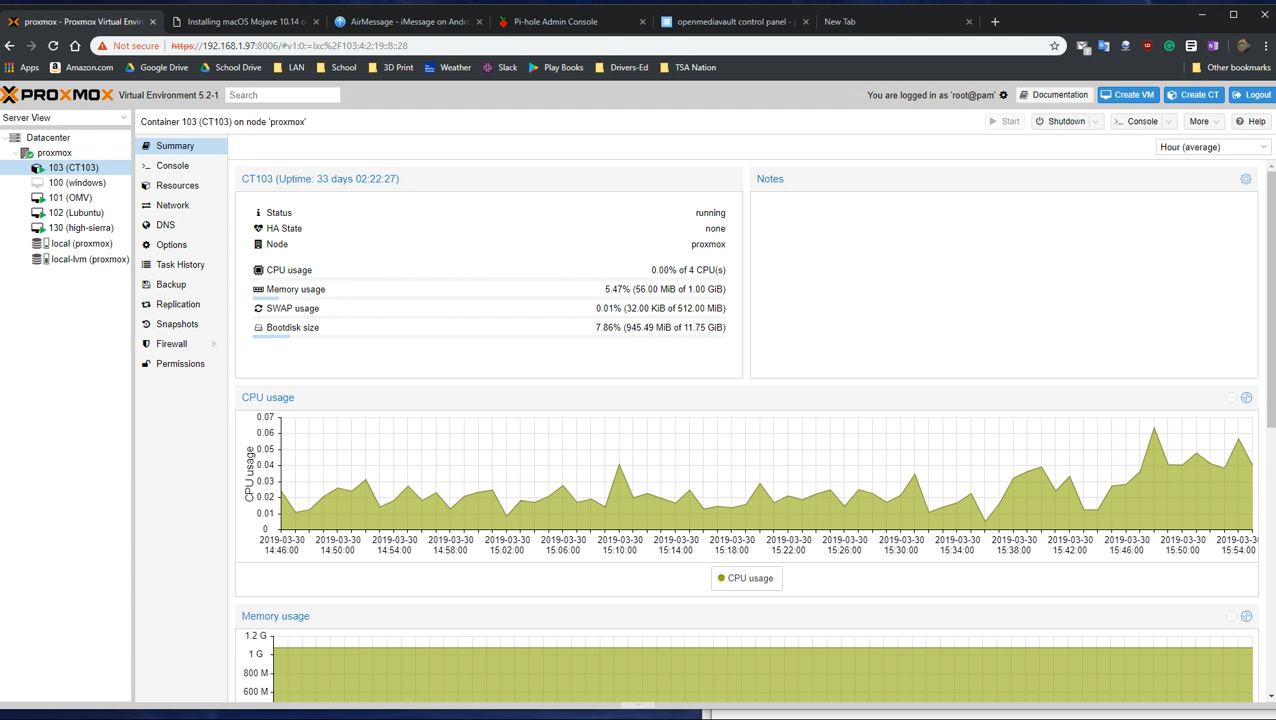 proxmox - Proxmox Virtual Envir
Installing macOS Mojave 10.14 o
AirMessage - iMessage on Andro
Pi-hole Admin Console
openmediavault control panel - p
New Tab
Not secure
https://192.168.1.97:8006/#v1:0:=lxc%2F103:4:2:19::8::28
Apps
Amazon.com
Google Drive
School Drive
LAN
School
3D Print
Weather
Slack
Play Books
Drivers-Ed
TSA Nation
Other bookmarks
PROXMOX Virtual Environment 5.2-1
Search
You are logged in as 'root@pam'
Documentation
Create VM
Create CT
Logout
Server View
Datacenter
proxmox
103 (CT103)
100 (windows)
101 (OMV)
102 (Lubuntu)
130 (high-sierra)
local (proxmox)
local-lvm (proxmox)
Container 103 (CT103) on node 'proxmox'
Start
Shutdown
Console
More
Help
Summary
Console
Resources
Network
DNS
Options
Task History
Backup
Replication
Snapshots
Firewall
Permissions
Hour (average)
CT103 (Uptime: 33 days 02:22:27)
Status running
HA State none
Node proxmox
CPU usage 0.00% of 4 CPU(s)
Memory usage 5.47% (56.00 MiB of 1.00 GiB)
SWAP usage 0.01% (32.00 KiB of 512.00 MiB)
Bootdisk size 7.86% (945.49 MiB of 11.75 GiB)
Notes
CPU usage
CPU usage
0.07
0.06
0.05
0.04
0.03
0.02
0.01
0
2019-03-30 2019-03-30 2019-03-30 2019-03-30 2019-03-30 2019-03-30 2019-03-30 2019-03-30 2019-03-30 2019-03-30 2019-03-30 2019-03-30 2019-03-30 2019-03-30 2019-03-30 2019-03-30 2019-03-30 2019-03-30
14:46:00 14:50:00 14:54:00 14:58:00 15:02:00 15:06:00 15:10:00 15:14:00 15:18:00 15:22:00 15:26:00 15:30:00 15:34:00 15:38:00 15:42:00 15:46:00 15:50:00 15:54:00
CPU usage
Memory usage
1.2 G
1 G
800 M
600 M